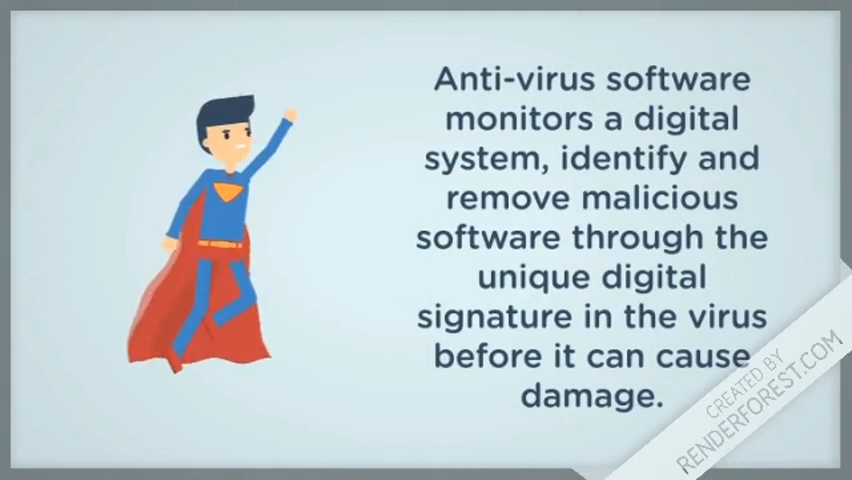 Anti-virus software
monitors a digital
system, identify and
remove malicious
software through the
unique digital
signature in the virus
before it can cause
damage.
CREATED BY
RENDERFOREST.COM